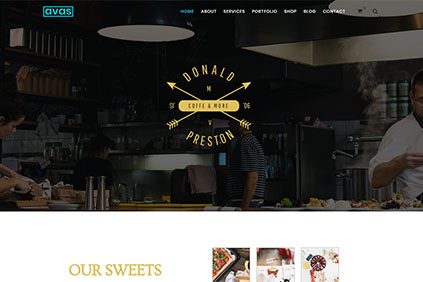 avas
HOME ABOUT SERVICES PORTFOLIO SHOP BLOG CONTACT
DONALD
M
ST COFFE & MORE '06
PRESTON
OUR SWEETS